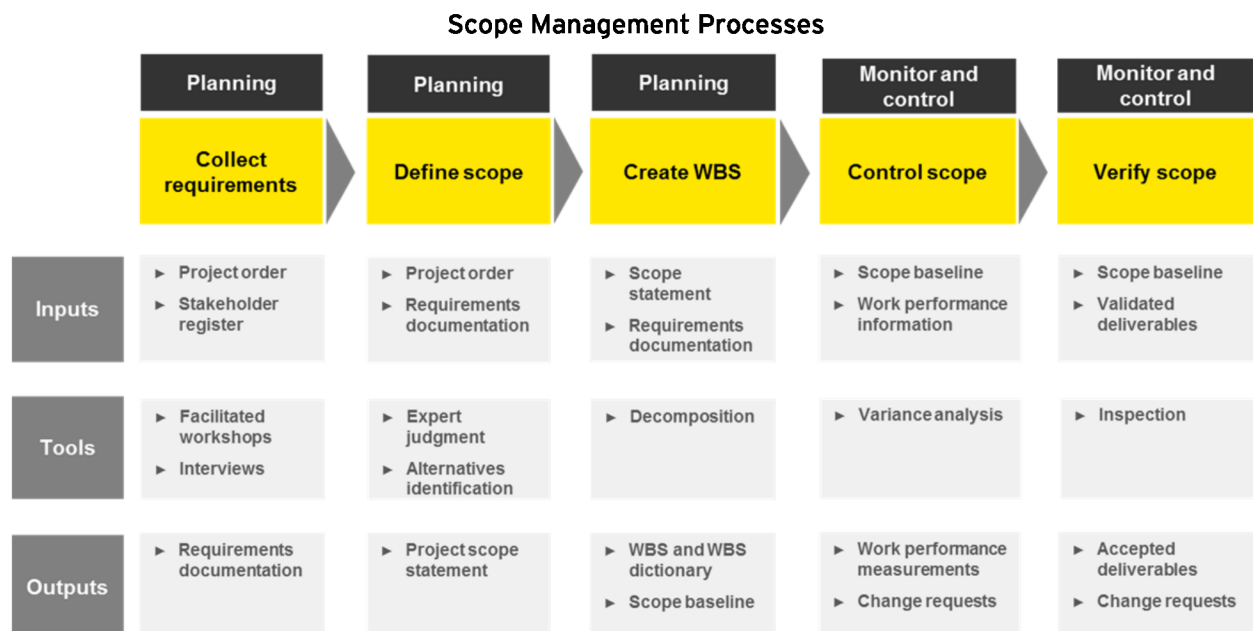 Scope Management Processes
Planning
Planning
Planning
Monitor and
control
Monitor and
control
Collect
requirements
Define scope
Create WBS
Control scope
Verify scope
Inputs
► Project order
► Stakeholder
register
► Project order
► Requirements
documentation
► Scope
statement
► Requirements
documentation
► Scope baseline
► Work performance
information
► Scope baseline
► Validated
deliverables
Tools
► Facilitated
workshops
► Interviews
► Expert
judgment
► Alternatives
identification
► Decomposition
► Variance analysis
► Inspection
Outputs
► Requirements
documentation
► Project scope
statement
► WBS and WBS
dictionary
► Scope baseline
► Work performance
measurements
► Change requests
► Accepted
deliverables
► Change requests